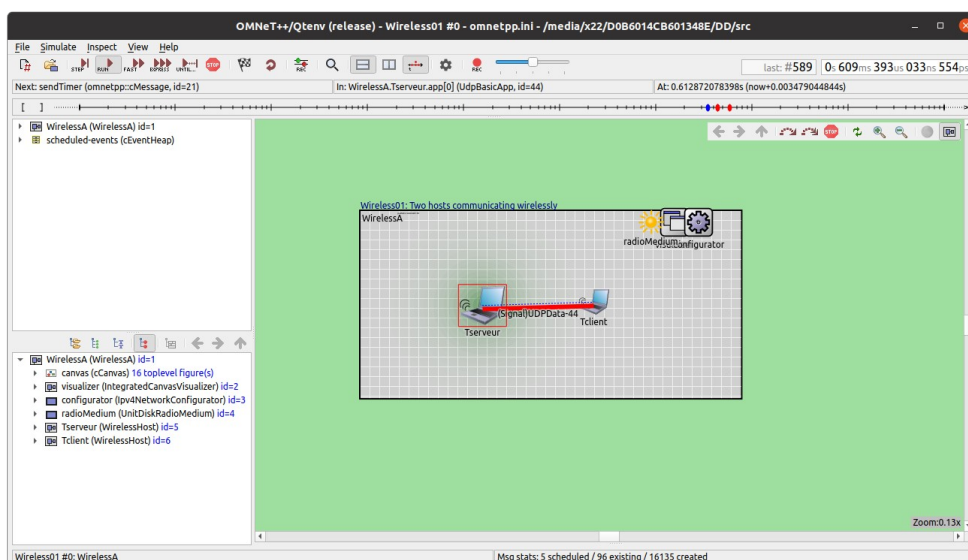 OMNeT++/Qtenv (release) - Wireless01 #0 - omnetpp.ini - /media/x22/D0B6014CB601348E/DD/src
File Simulate Inspect View Help
STEP RUN FAST EXPRESS UNTIL... STOP REC REC last: #589 0s 609ms 393us 033ns 554ps
Next: sendTimer (omnetpp::cMessage, id=21) In: WirelessA.Tserveur.app[0] (UdpBasicApp, id=44) At: 0.612872078398s (now+0.003479044844s)
WirelessA (WirelessA) id=1
scheduled-events (cEventHeap)
STOP
Wireless01: Two hosts communicating wirelessly
WirelessA
radioMedium
configurator
(Signal)UDPData-44
Tclient
Tserveur
WirelessA (WirelessA) id=1
canvas (cCanvas) 16 toplevel figure(s)
visualizer (IntegratedCanvasVisualizer) id=2
configurator (Ipv4NetworkConfigurator) id=3
radioMedium (UnitDiskRadioMedium) id=4
Tserveur (WirelessHost) id=5
Tclient (WirelessHost) id=6
Zoom:0.13x
Wireless01 #0: WirelessA Msg stats: 5 scheduled / 96 existing / 16135 created